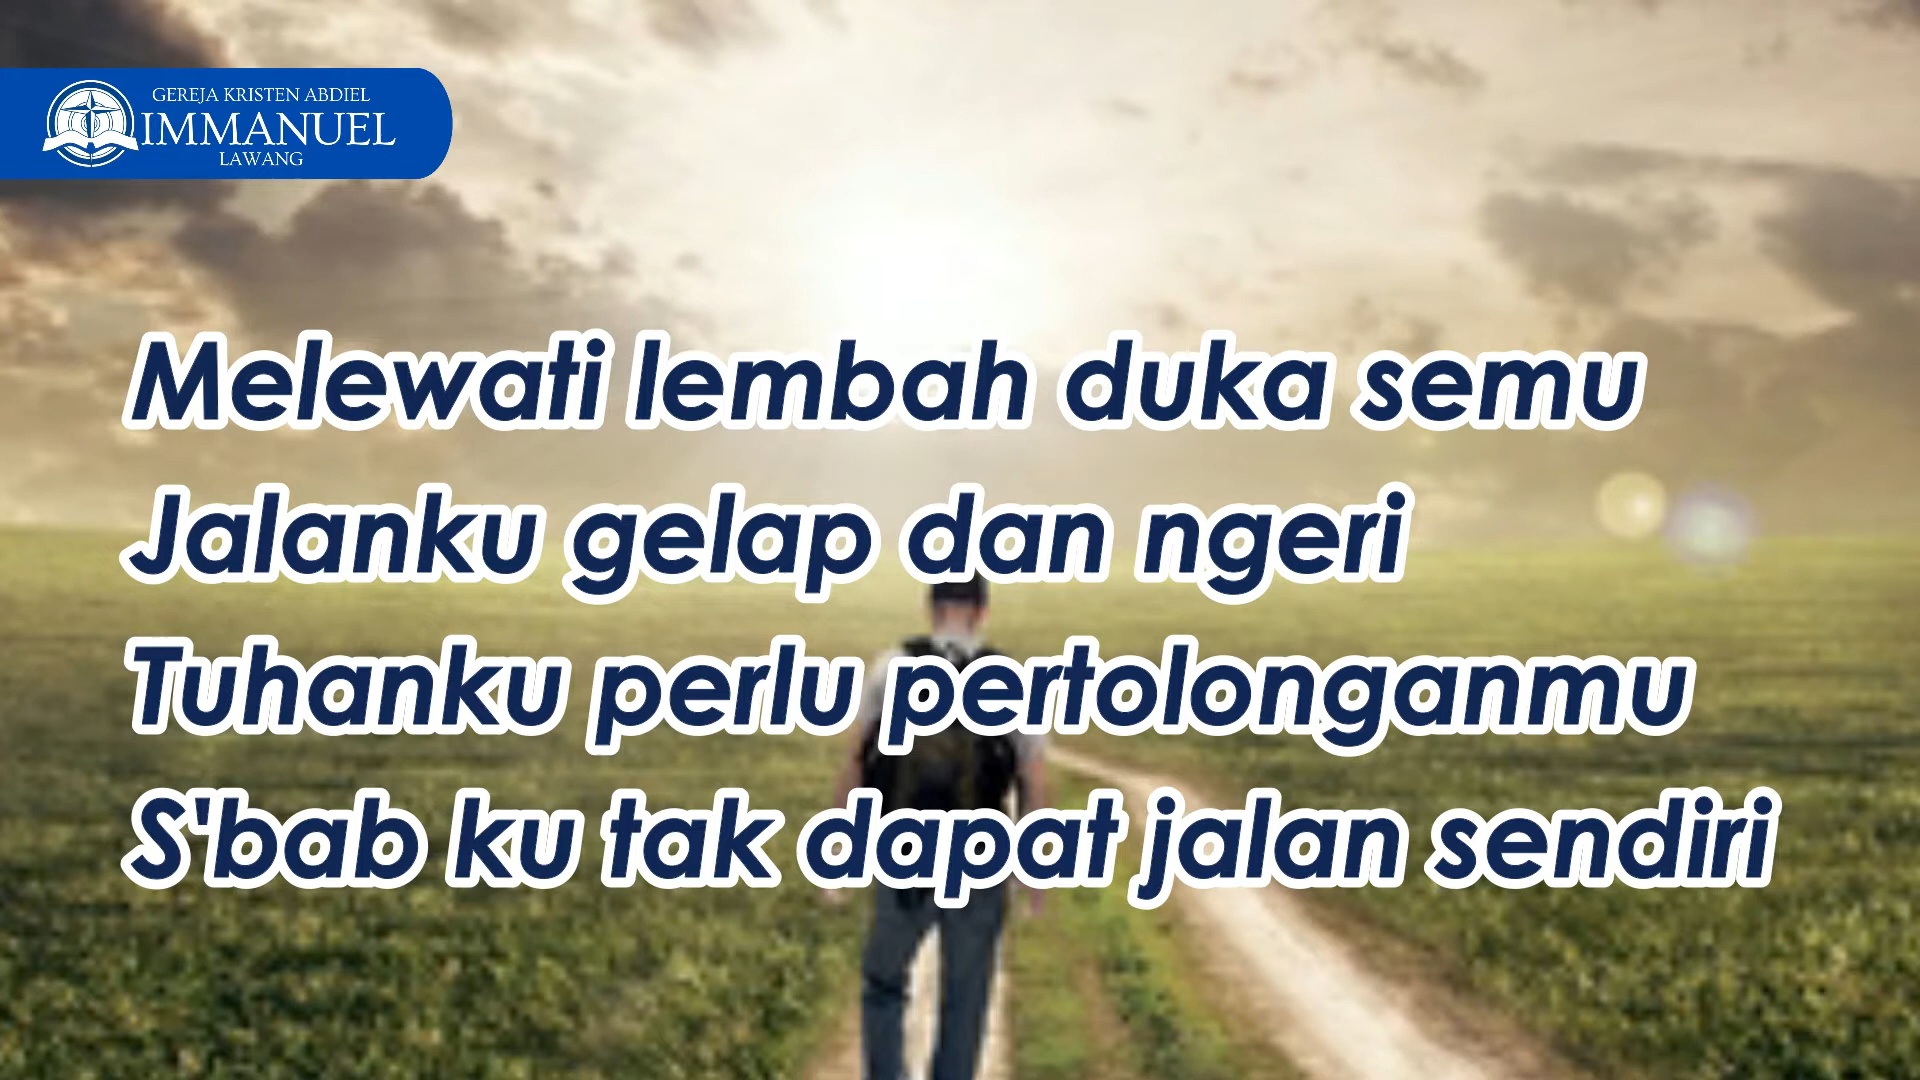 GEREJA KRISTEN ABDIEL
IMMANUEL
LAWANG
Melewati lembah duka semu
Jalanku gelap dan ngeri
Tuhanku perlu pertolonganmu
S'bab ku tak dapat jalan sendiri